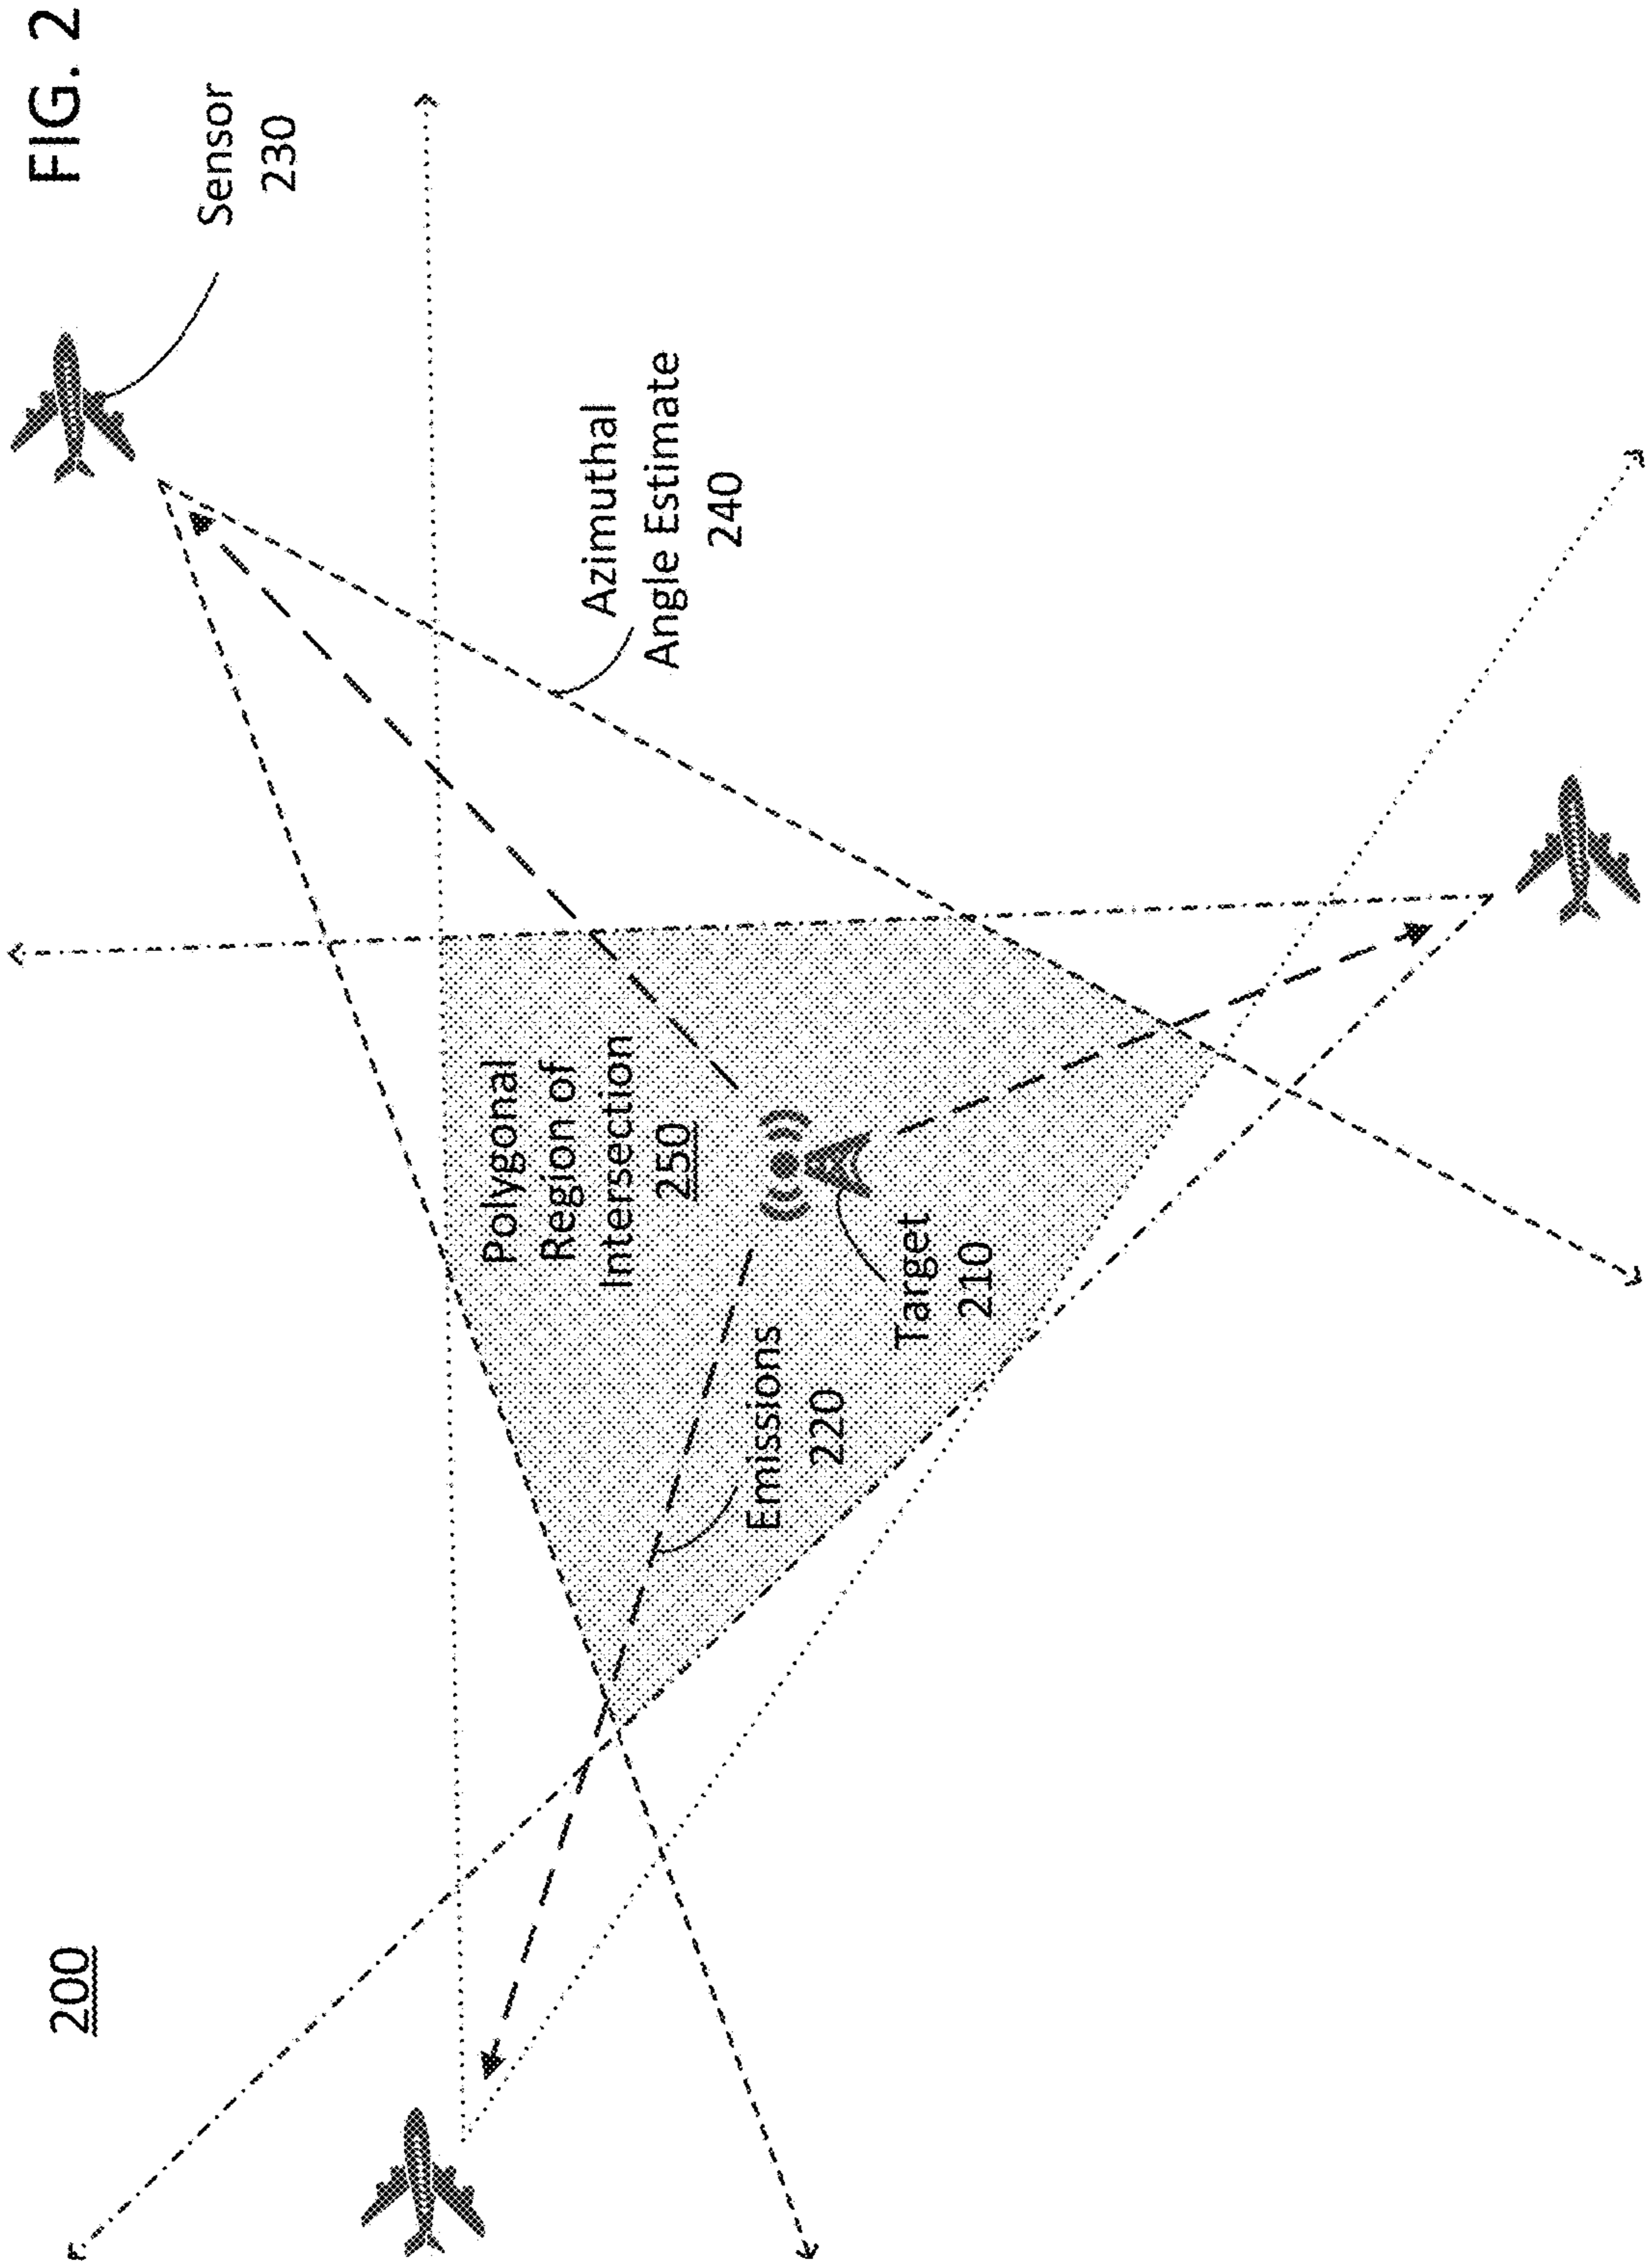 FIG. 2
200
Sensor
230
Azimuthal
Angle Estimate
240
Polygonal
Region of
Intersection
250
Emissions
220
Target
210